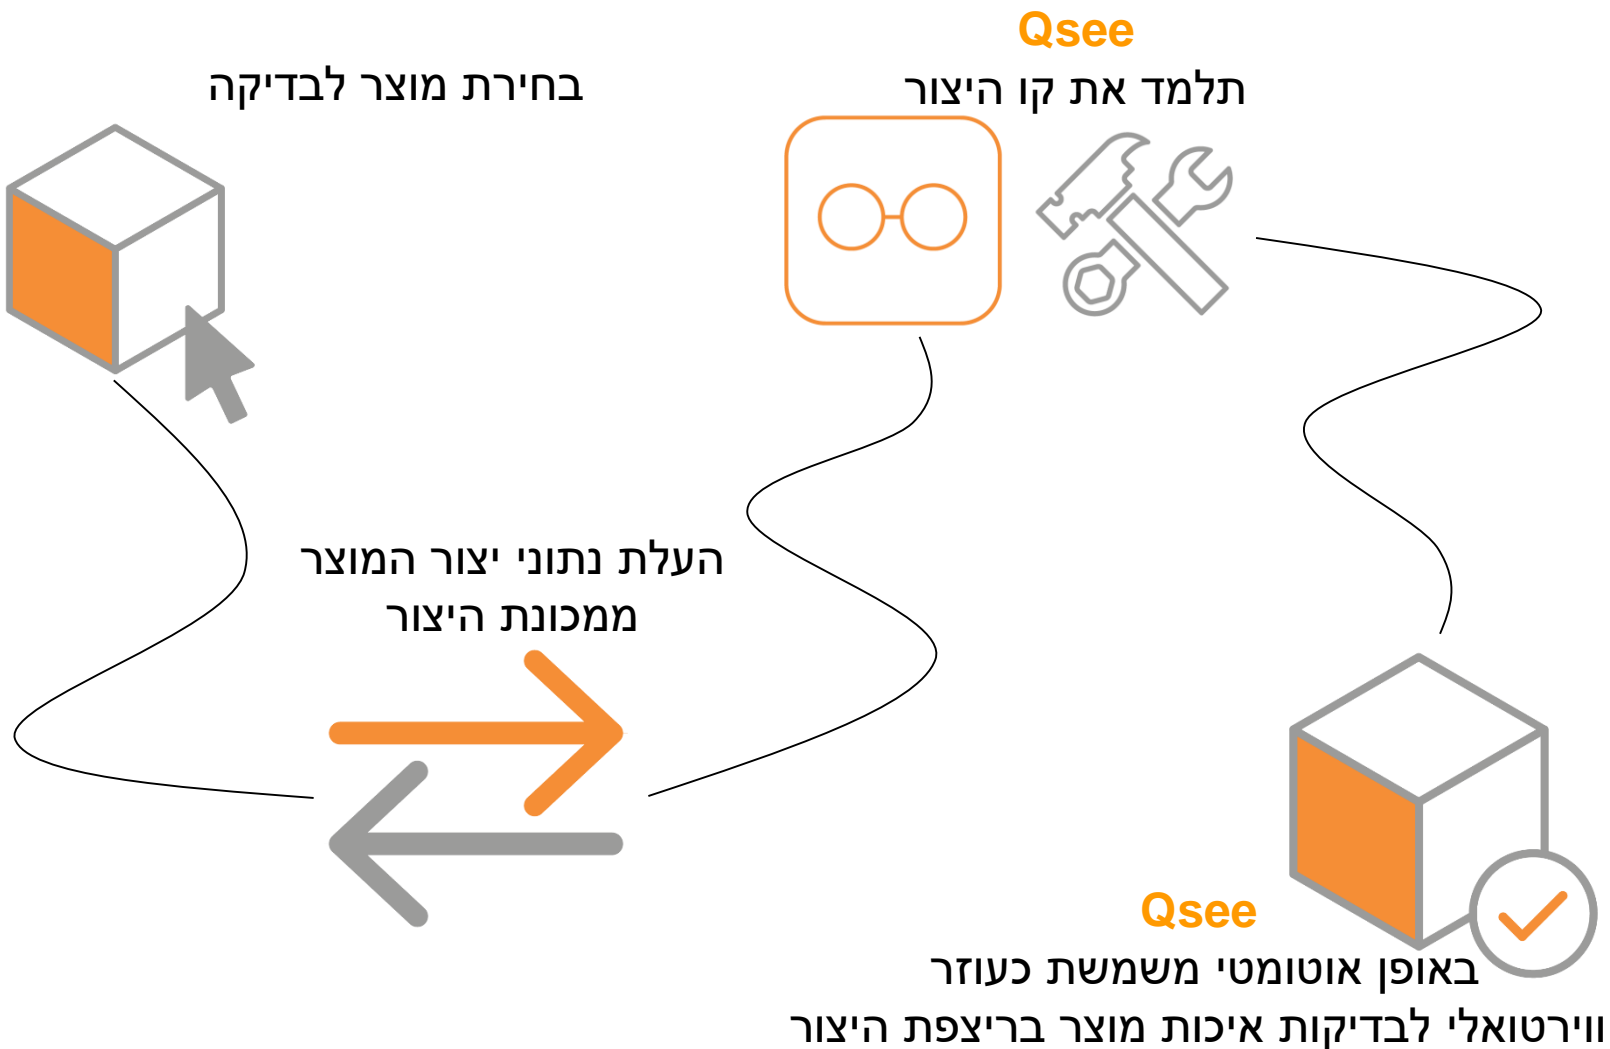 בחירת מוצר לבדיקה
העלת נתוני יצור המוצר
ממכונת היצור
Qsee
תלמד את קו היצור
Qsee
באופן אוטומטי משמשת כעוזר
ווירטואלי לבדיקות איכות מוצר בריצפת היצור